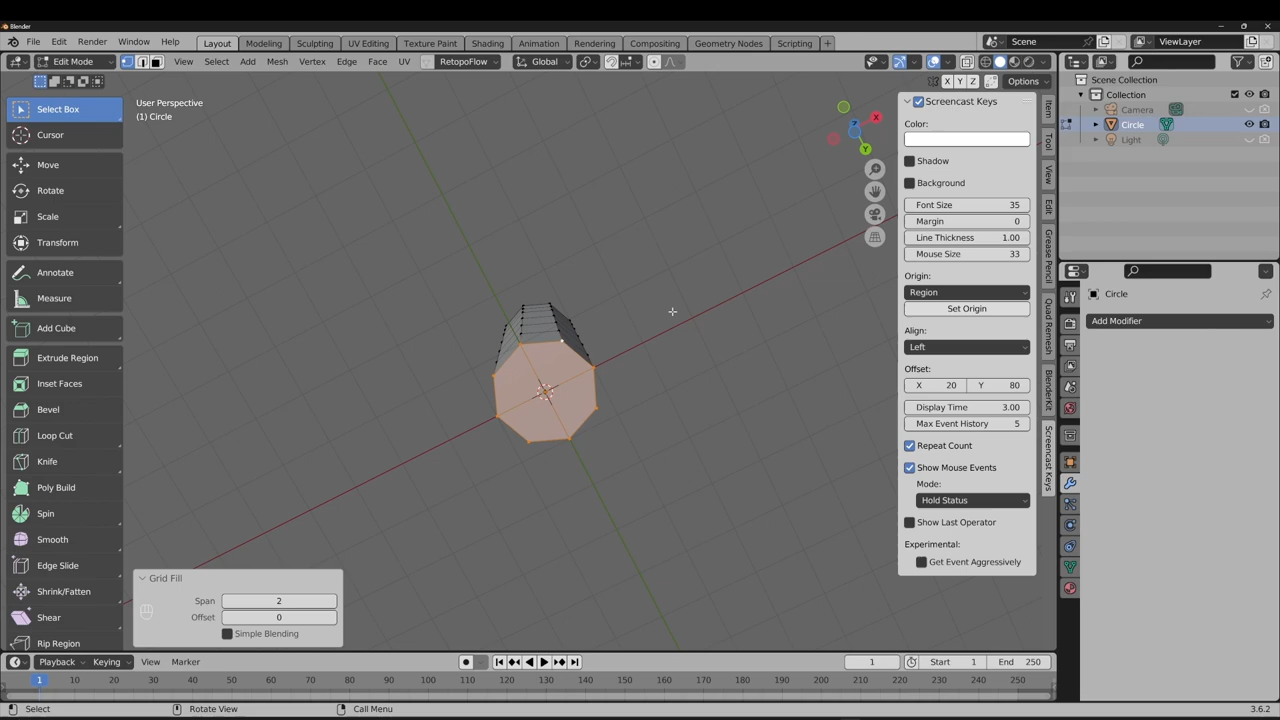 Blender
File Edit Render Window Help
Layout Modeling Sculpting UV Editing Texture Paint Shading Animation Rendering Compositing Geometry Nodes Scripting +
Scene
ViewLayer
Edit Mode
View Select Add Mesh Vertex Edge Face UV
RetopoFlow
Global
X Y Z
Options
User Perspective
(1) Circle
Select Box
Cursor
Move
Rotate
Scale
Transform
Annotate
Measure
Add Cube
Extrude Region
Inset Faces
Bevel
Loop Cut
Knife
Poly Build
Spin
Smooth
Edge Slide
Shrink/Fatten
Shear
Rip Region
Grid Fill
Span 2
Offset 0
Simple Blending
X
Y
Z
Screencast Keys
Color:
Shadow
Background
Font Size 35
Margin 0
Line Thickness 1.00
Mouse Size 33
Origin:
Region
Set Origin
Align:
Left
Offset:
X 20 Y 80
Display Time 3.00
Max Event History 5
Repeat Count
Show Mouse Events
Mode:
Hold Status
Show Last Operator
Experimental:
Get Event Aggressively
Item
Tool
View
Edit
Grease Pencil
Quad Remesh
BlenderKit
Screencast Keys
Scene Collection
Collection
Camera
Circle
Light
Circle
Add Modifier
Playback Keying View Marker
1
Start 1
End 250
1 10 20 30 40 50 60 70 80 90 100 110 120 130 140 150 160 170 180 190 200 210 220 230 240 250
Select
Rotate View
Call Menu
3.6.2